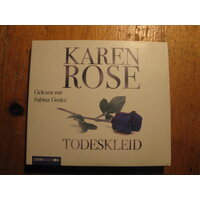 KAREN
ROSE
Gelesen von
Sabina Godec
TODESKLEID